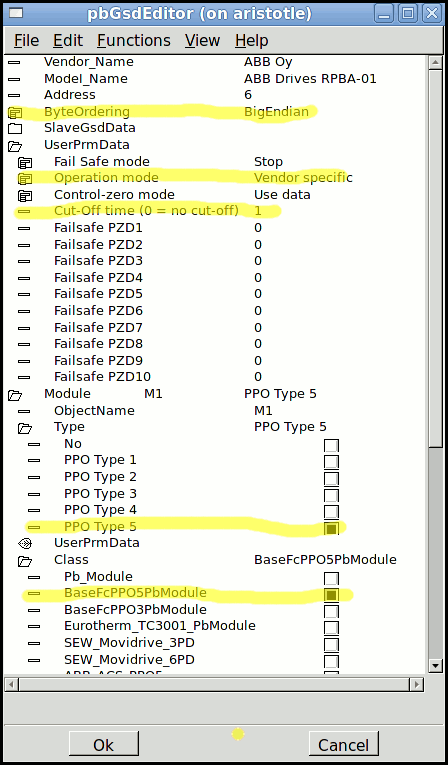 pbGsdEditor (on aristotle)
File Edit Functions View Help
Vendor_Name ABB Oy
Model_Name ABB Drives RPBA-01
Address 6
ByteOrdering BigEndian
SlaveGsdData
UserPrmData
Fail Safe mode Stop
Operation mode Vendor specific
Control-zero mode Use data
Cut-Off time (0 = no cut-off) 1
Failsafe PZD1 0
Failsafe PZD2 0
Failsafe PZD3 0
Failsafe PZD4 0
Failsafe PZD5 0
Failsafe PZD6 0
Failsafe PZD7 0
Failsafe PZD8 0
Failsafe PZD9 0
Failsafe PZD10 0
Module M1 PPO Type 5
ObjectName M1
Type PPO Type 5
No
PPO Type 1
PPO Type 2
PPO Type 3
PPO Type 4
PPO Type 5
UserPrmData
Class BaseFcPPO5PbModule
Pb_Module
BaseFcPPO5PbModule
BaseFcPPO3PbModule
Eurotherm_TC3001_PbModule
SEW_Movidrive_3PD
SEW_Movidrive_6PD
Ok Cancel